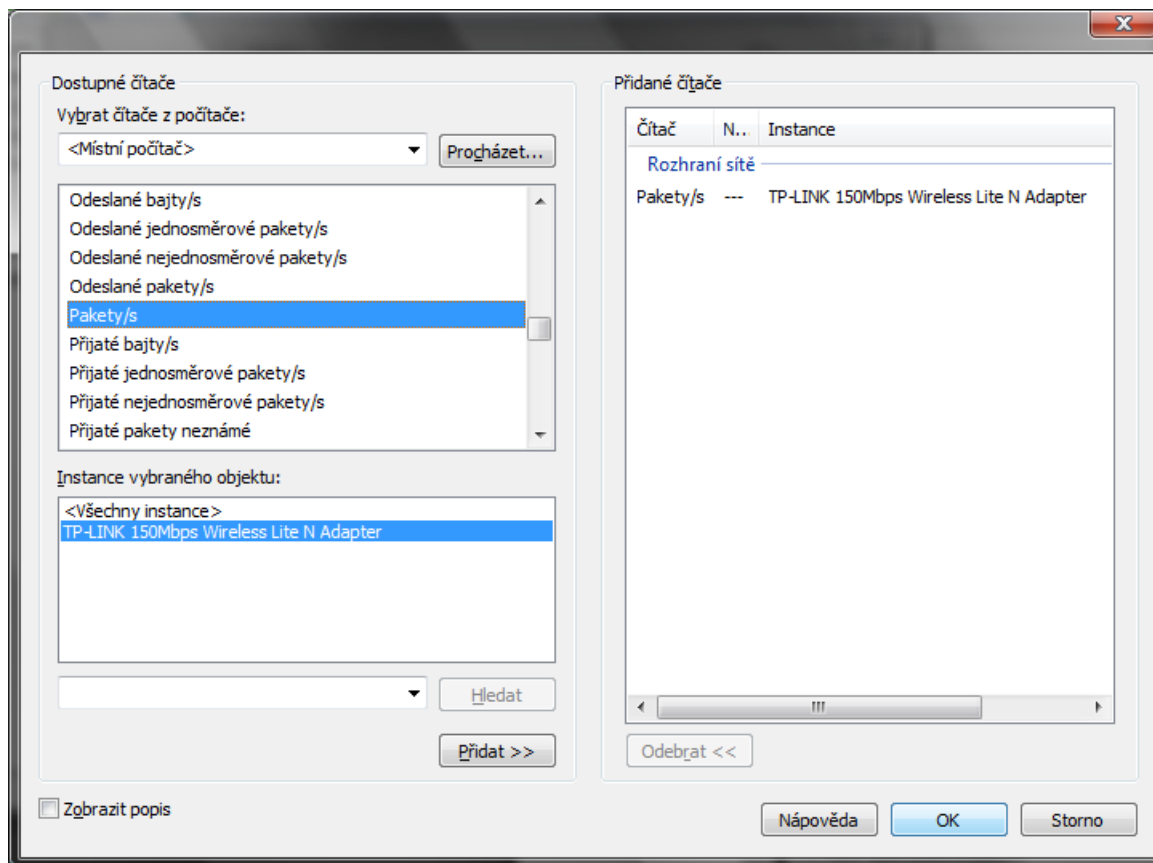 Dostupné čítače
Vybrat čítače z počítače:
<Místní počítač>
Procházet...
Odeslané bajty/s
Odeslané jednosměrové pakety/s
Odeslané nejednosměrové pakety/s
Odeslané pakety/s
Pakety/s
Přijaté bajty/s
Přijaté jednosměrové pakety/s
Přijaté nejednosměrové pakety/s
Přijaté pakety neznámé
Instance vybraného objektu:
<Všechny instance>
TP-LINK 150Mbps Wireless Lite N Adapter
Hledat
Přidat >>
Zobrazit popis
Přidané čítače
Čítač N... Instance
Rozhraní sítě
Pakety/s --- TP-LINK 150Mbps Wireless Lite N Adapter
Odebrat <<
Nápověda OK Storno